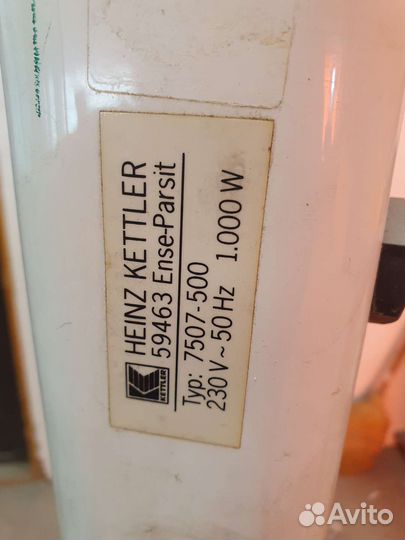 HEINZ KETTLER
59463 Ense-Parsit
Typ: 7507-500
230 V ~ 50 Hz 1.000 W
KETTLER
Avito